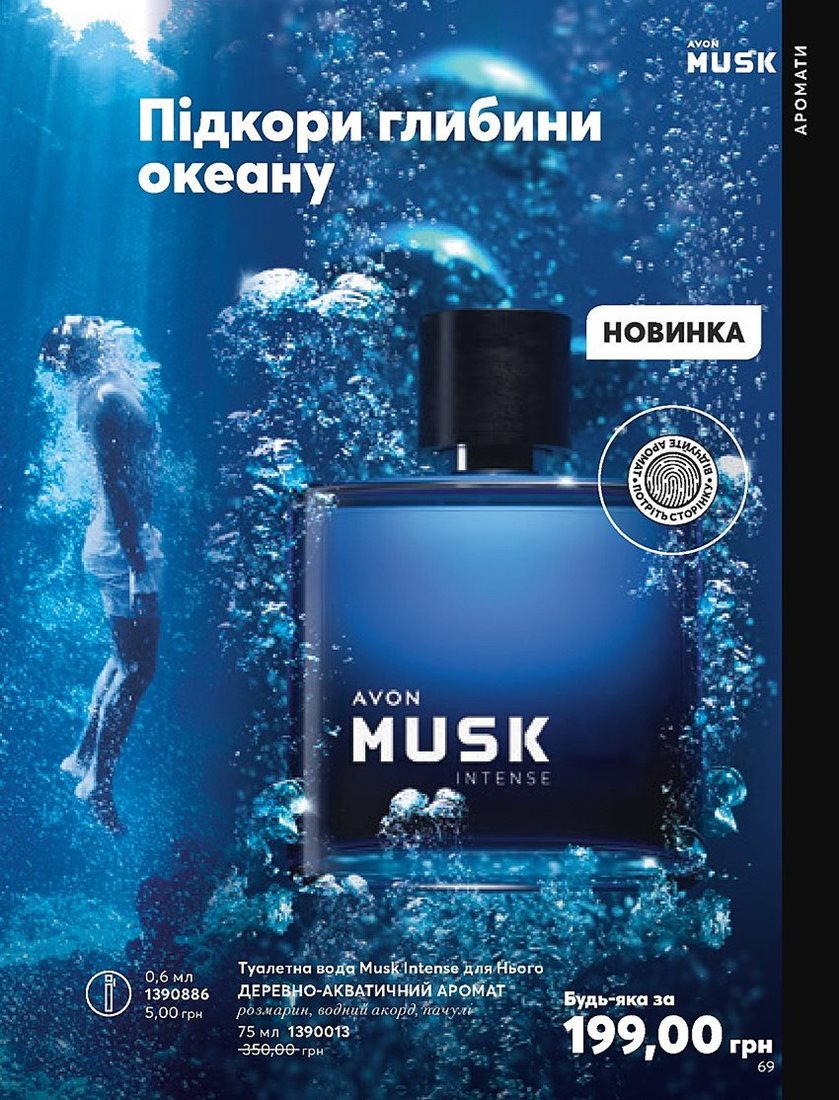 AVON
MUSK
АРОМАТИ
Підкори глибини
океану
НОВИНКА
ВІДЧУЙТЕ АРОМАТ • ПОТРІТЬ СТОРІНКУ •
AVON
MUSK
INTENSE
0,6 мл
1390886
5,00 грн
Туалетна вода Musk Intense для Нього
ДЕРЕВНО-АКВАТИЧНИЙ АРОМАТ
розмарин, водний акорд, пачулі
75 мл 1390013
350,00 грн
Будь-яка за
199,00 грн
69